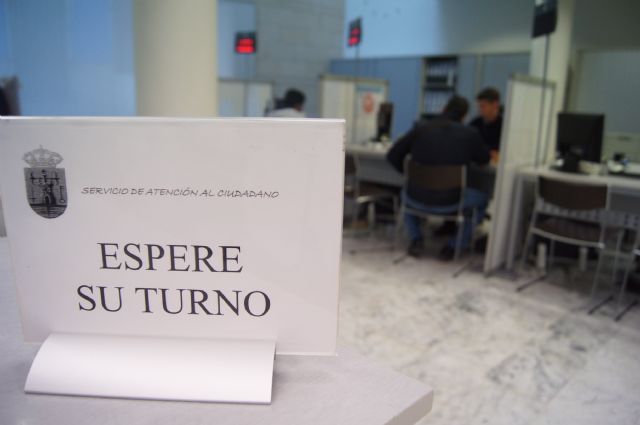 SERVICIO DE ATENCIÓN AL CIUDADANO
ESPERE
SU TURNO